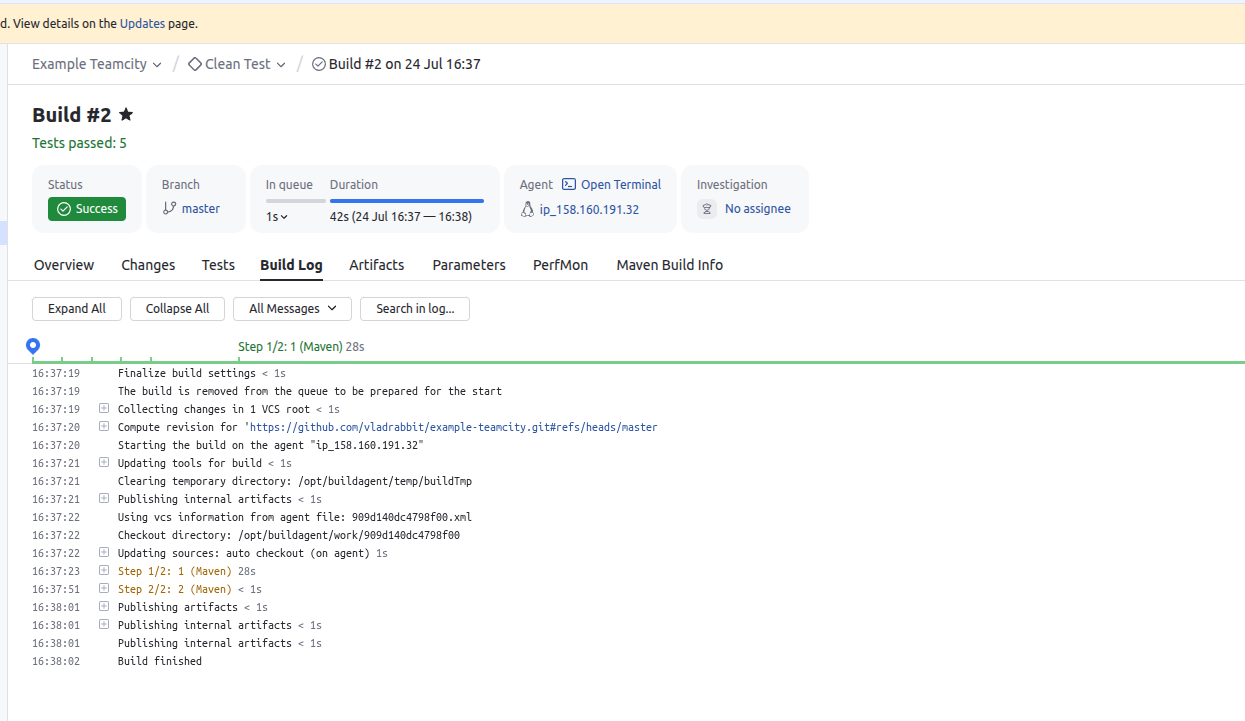 d. View details on the Updates page.
Example Teamcity / Clean Test / Build #2 on 24 Jul 16:37
Build #2 ★
Tests passed: 5
Status
Success
Branch
master
In queue Duration
1s 42s (24 Jul 16:37 — 16:38)
Agent Open Terminal
ip_158.160.191.32
Investigation
No assignee
Overview Changes Tests Build Log Artifacts Parameters PerfMon Maven Build Info
Expand All Collapse All All Messages Search in log...
Step 1/2: 1 (Maven) 28s
16:37:19 Finalize build settings < 1s
16:37:19 The build is removed from the queue to be prepared for the start
16:37:19 Collecting changes in 1 VCS root < 1s
16:37:20 Compute revision for 'https://github.com/vladrabbit/example-teamcity.git#refs/heads/master
16:37:20 Starting the build on the agent "ip_158.160.191.32"
16:37:21 Updating tools for build < 1s
16:37:21 Clearing temporary directory: /opt/buildagent/temp/buildTmp
16:37:21 Publishing internal artifacts < 1s
16:37:22 Using vcs information from agent file: 909d140dc4798f00.xml
16:37:22 Checkout directory: /opt/buildagent/work/909d140dc4798f00
16:37:22 Updating sources: auto checkout (on agent) 1s
16:37:23 Step 1/2: 1 (Maven) 28s
16:37:51 Step 2/2: 2 (Maven) < 1s
16:38:01 Publishing artifacts < 1s
16:38:01 Publishing internal artifacts < 1s
16:38:01 Publishing internal artifacts < 1s
16:38:02 Build finished